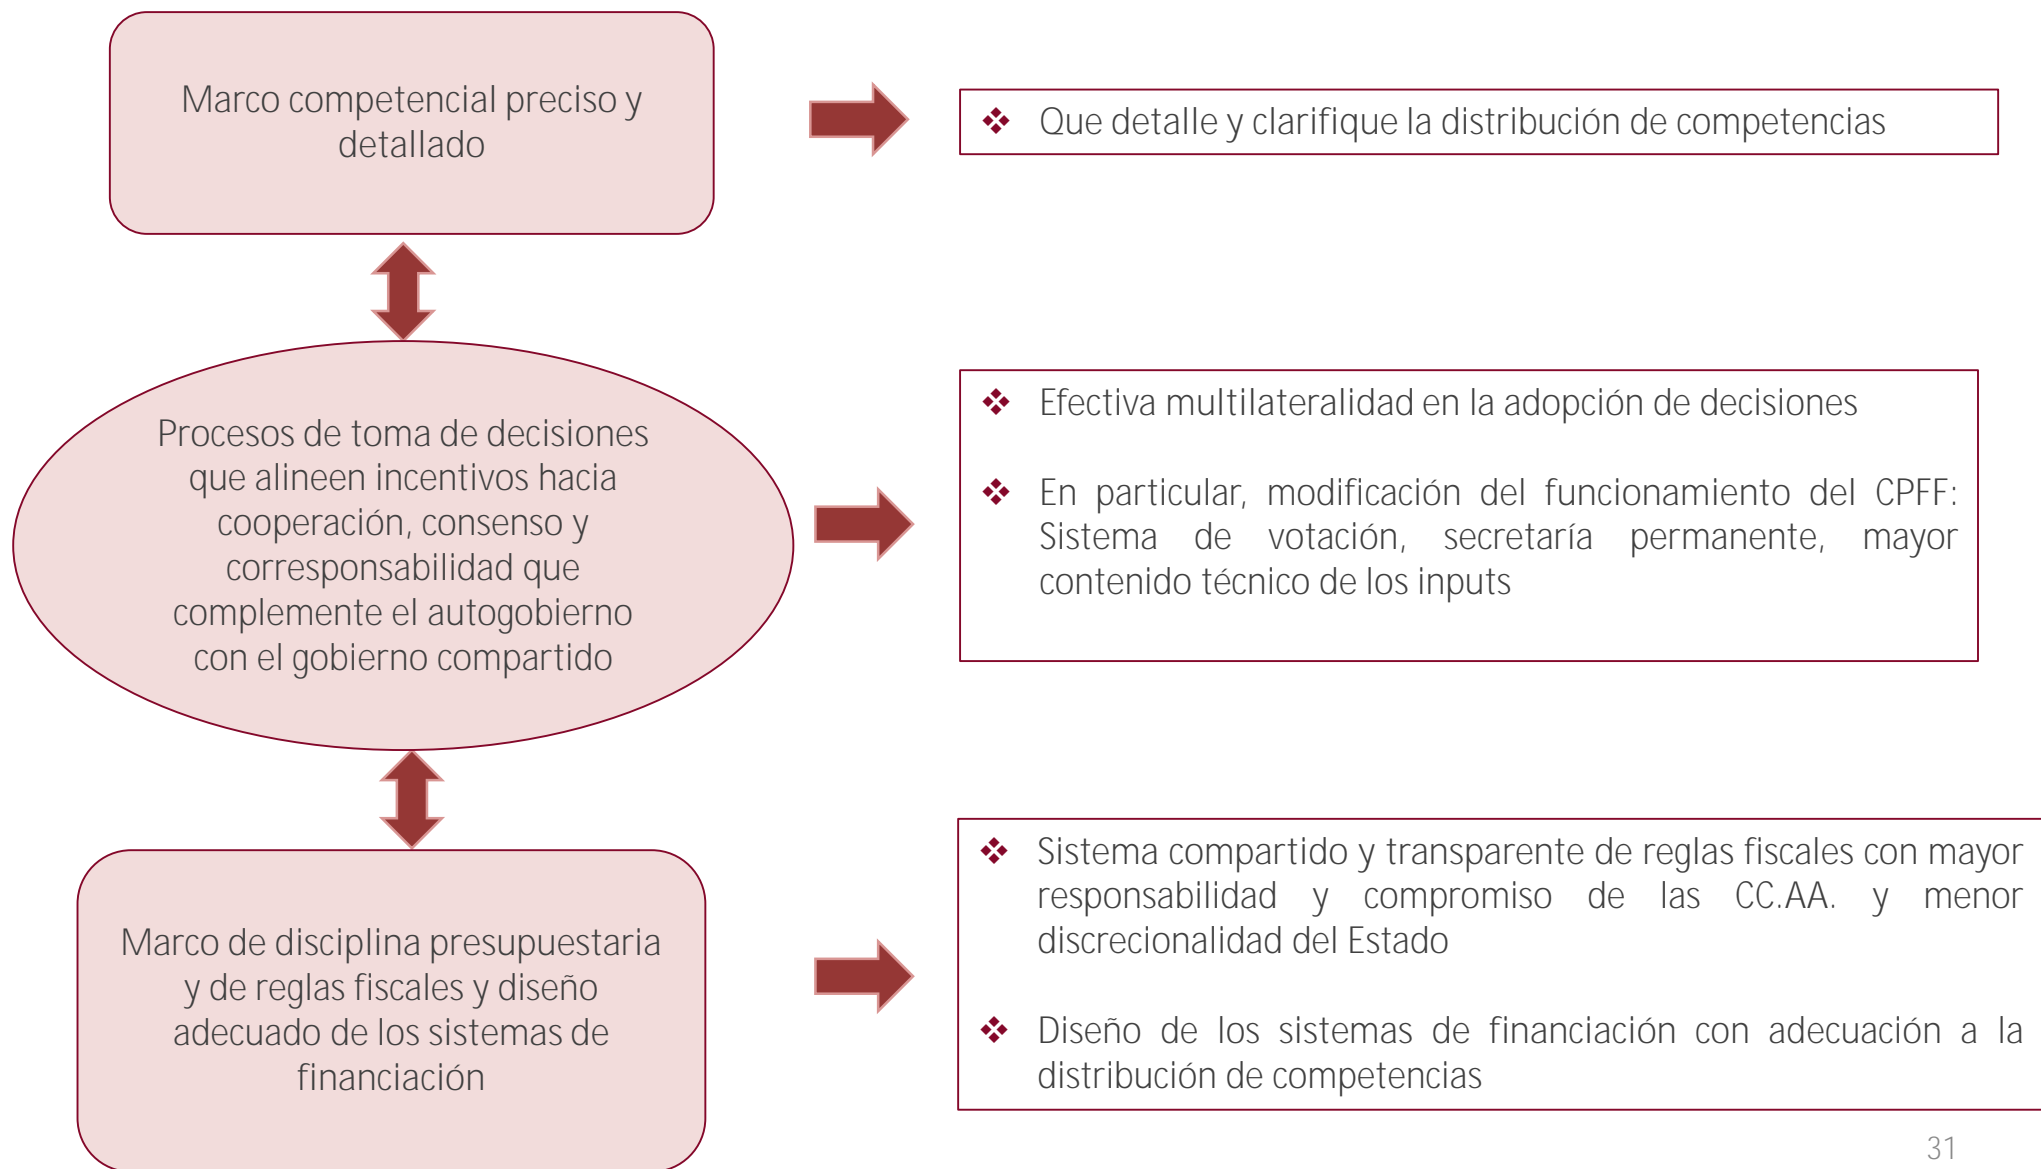 Marco competencial preciso y
detallado
❖ Que detalle y clarifique la distribución de competencias
Procesos de toma de decisiones
que alineen incentivos hacia
cooperación, consenso y
corresponsabilidad que
complemente el autogobierno
con el gobierno compartido
❖ Efectiva multilateralidad en la adopción de decisiones
❖ En particular, modificación del funcionamiento del CPFF:
Sistema de votación, secretaría permanente, mayor
contenido técnico de los inputs
Marco de disciplina presupuestaria
y de reglas fiscales y diseño
adecuado de los sistemas de
financiación
❖ Sistema compartido y transparente de reglas fiscales con mayor
responsabilidad y compromiso de las CC.AA. y menor
discrecionalidad del Estado
❖ Diseño de los sistemas de financiación con adecuación a la
distribución de competencias
31